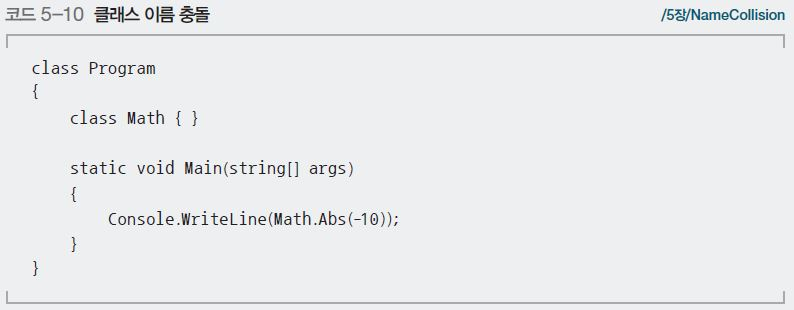 코드 5-10 클래스 이름 충돌 /5장/NameCollision
class Program
{
    class Math { }
    static void Main(string[] args)
    {
        Console.WriteLine(Math.Abs(-10));
    }
}